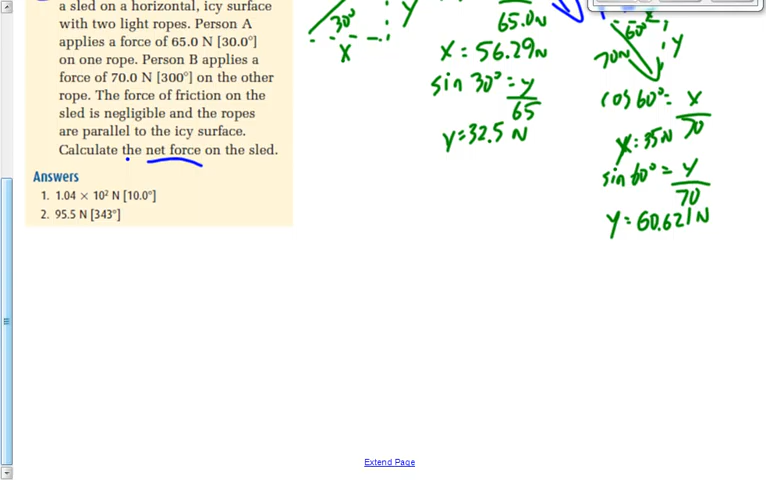 a sled on a horizontal, icy surface
with two light ropes. Person A
applies a force of 65.0 N [30.0°]
on one rope. Person B applies a
force of 70.0 N [300°] on the other
rope. The force of friction on the
sled is negligible and the ropes
are parallel to the icy surface.
Calculate the net force on the sled.
Answers
1. 1.04 × 10² N [10.0°]
2. 95.5 N [343°]
30°
x
y
65.0N
x = 56.29N
sin 30° = y
65
y = 32.5 N
60°
x
y
70N
cos 60° = x
70
x = 35N
sin 60° = y
70
y = 60.621N
Extend Page